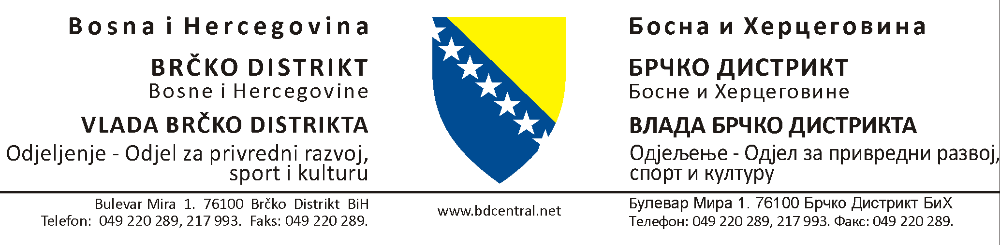 Bosna i Hercegovina
BRČKO DISTRIKT
Bosne i Hercegovine
VLADA BRČKO DISTRIKTA
Odjeljenje - Odjel za privredni razvoj,
sport i kulturu
Bulevar Mira 1. 76100 Brčko Distrikt BiH
Telefon: 049 220 289, 217 993. Faks: 049 220 289.
www.bdcentral.net
Босна и Херцеговина
БРЧКО ДИСТРИКТ
Босне и Херцеговине
ВЛАДА БРЧКО ДИСТРИКТА
Одјељење - Одјел за привредни развој,
спорт и културу
Булевар Мира 1. 76100 Брчко Дистрикт БиХ
Телефон: 049 220 289, 217 993. Факс: 049 220 289.